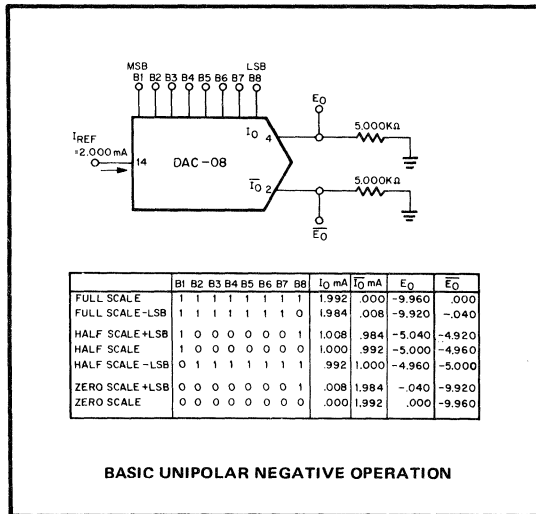 MSB LSB
B1 B2 B3 B4 B5 B6 B7 B8
EO
IREF
=2.000 mA
14
DAC-08
IO 4
5.000KΩ
I̅O̅ 2
5.000KΩ
E̅O̅
B1 B2 B3 B4 B5 B6 B7 B8 IO mA I̅O̅ mA EO E̅O̅
FULL SCALE 1 1 1 1 1 1 1 1 1.992 .000 -9.960 .000
FULL SCALE-LSB 1 1 1 1 1 1 1 0 1.984 .008 -9.920 -.040
HALF SCALE+LSB 1 0 0 0 0 0 0 1 1.008 .984 -5.040 -4.920
HALF SCALE 1 0 0 0 0 0 0 0 1.000 .992 -5.000 -4.960
HALF SCALE-LSB 0 1 1 1 1 1 1 1 .992 1.000 -4.960 -5.000
ZERO SCALE+LSB 0 0 0 0 0 0 0 1 .008 1.984 -.040 -9.920
ZERO SCALE 0 0 0 0 0 0 0 0 .000 1.992 .000 -9.960
BASIC UNIPOLAR NEGATIVE OPERATION